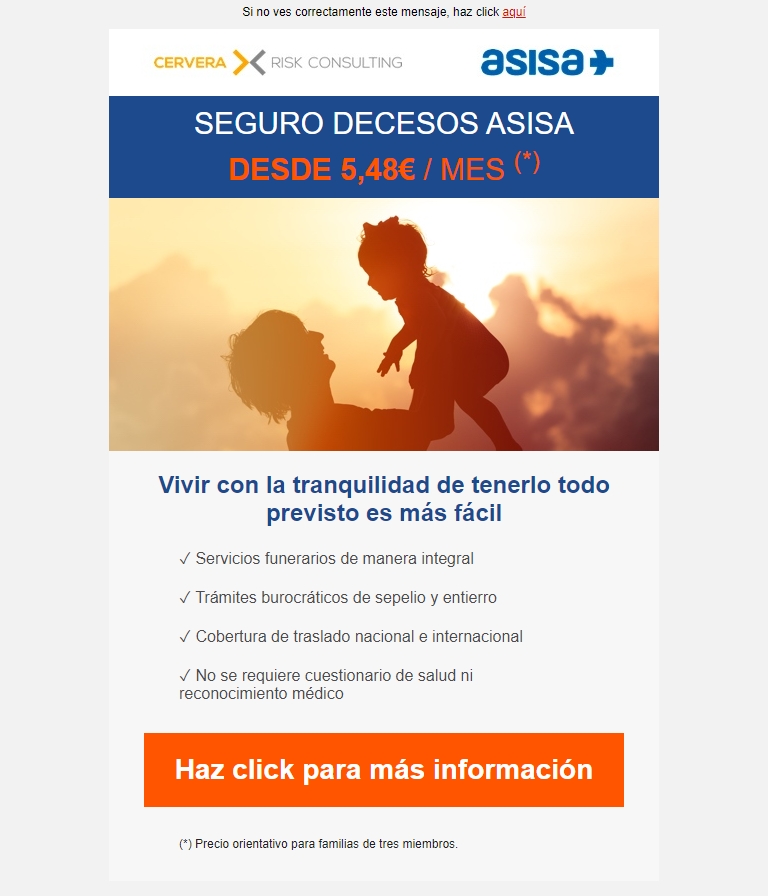 Si no ves correctamente este mensaje, haz click aquí
CERVERA RISK CONSULTING
asisa
SEGURO DECESOS ASISA
DESDE 5,48€ / MES (*)
Vivir con la tranquilidad de tenerlo todo
previsto es más fácil
✓ Servicios funerarios de manera integral
✓ Trámites burocráticos de sepelio y entierro
✓ Cobertura de traslado nacional e internacional
✓ No se requiere cuestionario de salud ni
reconocimiento médico
Haz click para más información
(*) Precio orientativo para familias de tres miembros.